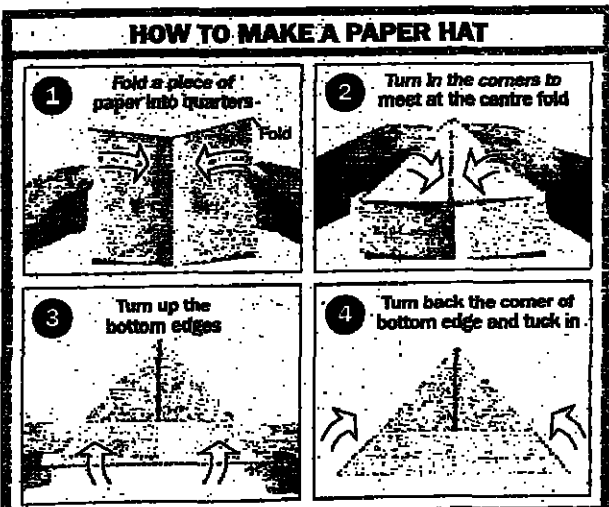 HOW TO MAKE A PAPER HAT
1
Fold a piece of
paper into quarters
Fold
2
Turn in the corners to
meet at the centre fold
3
Turn up the
bottom edges
4
Turn back the corner of
bottom edge and tuck in